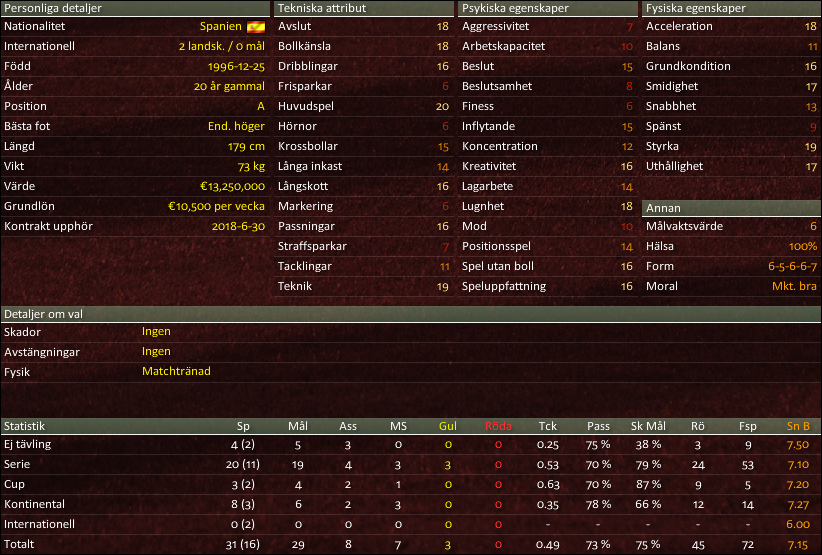 Personliga detaljer
Nationalitet Spanien
Internationell 2 landsk. / 0 mål
Född 1996-12-25
Ålder 20 år gammal
Position A
Bästa fot End. höger
Längd 179 cm
Vikt 73 kg
Värde €13,250,000
Grundlön €10,500 per vecka
Kontrakt upphör 2018-6-30
Tekniska attribut
Avslut 18
Bollkänsla 18
Dribblingar 16
Frisparkar 6
Huvudspel 20
Hörnor 6
Krossbollar 15
Långa inkast 14
Långskott 16
Markering 6
Passningar 16
Straffsparkar 7
Tacklingar 11
Teknik 19
Psykiska egenskaper
Aggressivitet 7
Arbetskapacitet 10
Beslut 15
Beslutsamhet 8
Finess 6
Inflytande 15
Koncentration 12
Kreativitet 16
Lagarbete 14
Lugnhet 18
Mod 10
Positionsspel 14
Spel utan boll 16
Speluppfattning 16
Fysiska egenskaper
Acceleration 18
Balans 11
Grundkondition 16
Smidighet 17
Snabbhet 13
Spänst 9
Styrka 19
Uthållighet 17
Annan
Målvaktsvärde 6
Hälsa 100%
Form 6-5-6-6-7
Moral Mkt. bra
Detaljer om val
Skador Ingen
Avstängningar Ingen
Fysik Matchtränad
Statistik Sp Mål Ass MS Gul Röda Tck Pass Sk Mål Rö Fsp Sn B
Ej tävling 4 (2) 5 3 0 0 0 0.25 75 % 38 % 3 9 7.50
Serie 20 (11) 19 4 3 3 0 0.53 70 % 79 % 24 53 7.10
Cup 3 (2) 4 2 1 0 0 0.63 70 % 87 % 9 5 7.20
Kontinental 8 (3) 6 2 3 0 0 0.35 78 % 66 % 12 14 7.27
Internationell 0 (2) 0 0 0 0 0 - - - - - 6.00
Totalt 31 (16) 29 8 7 3 0 0.49 73 % 75 % 45 72 7.15